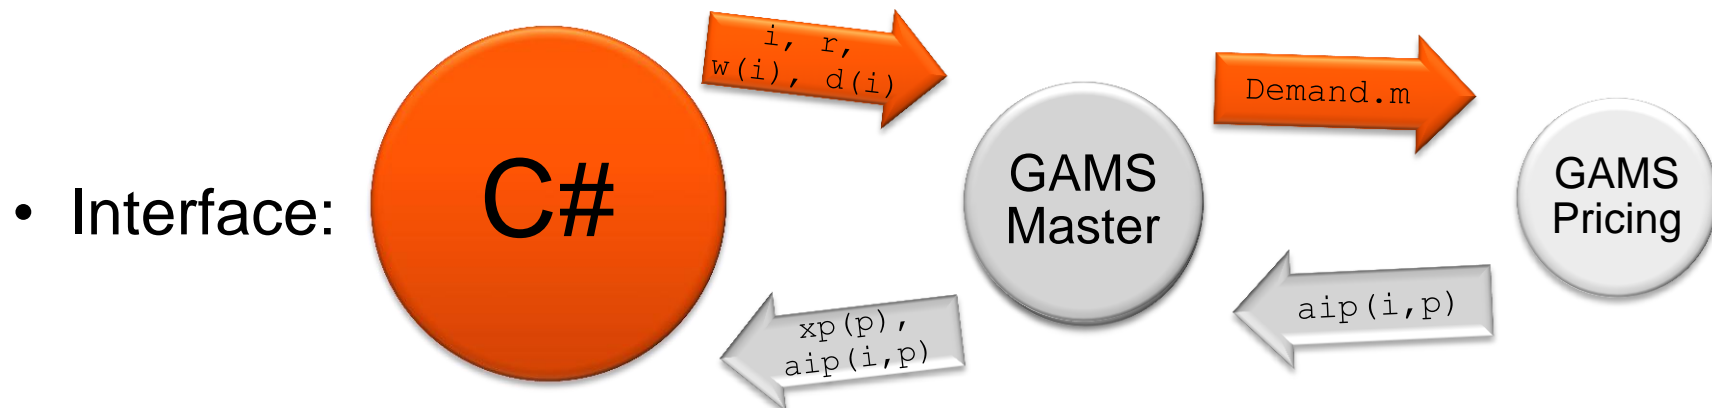 • Interface:
C#
i, r,
w(i), d(i)
GAMS
Master
Demand.m
GAMS
Pricing
aip(i,p)
xp(p),
aip(i,p)